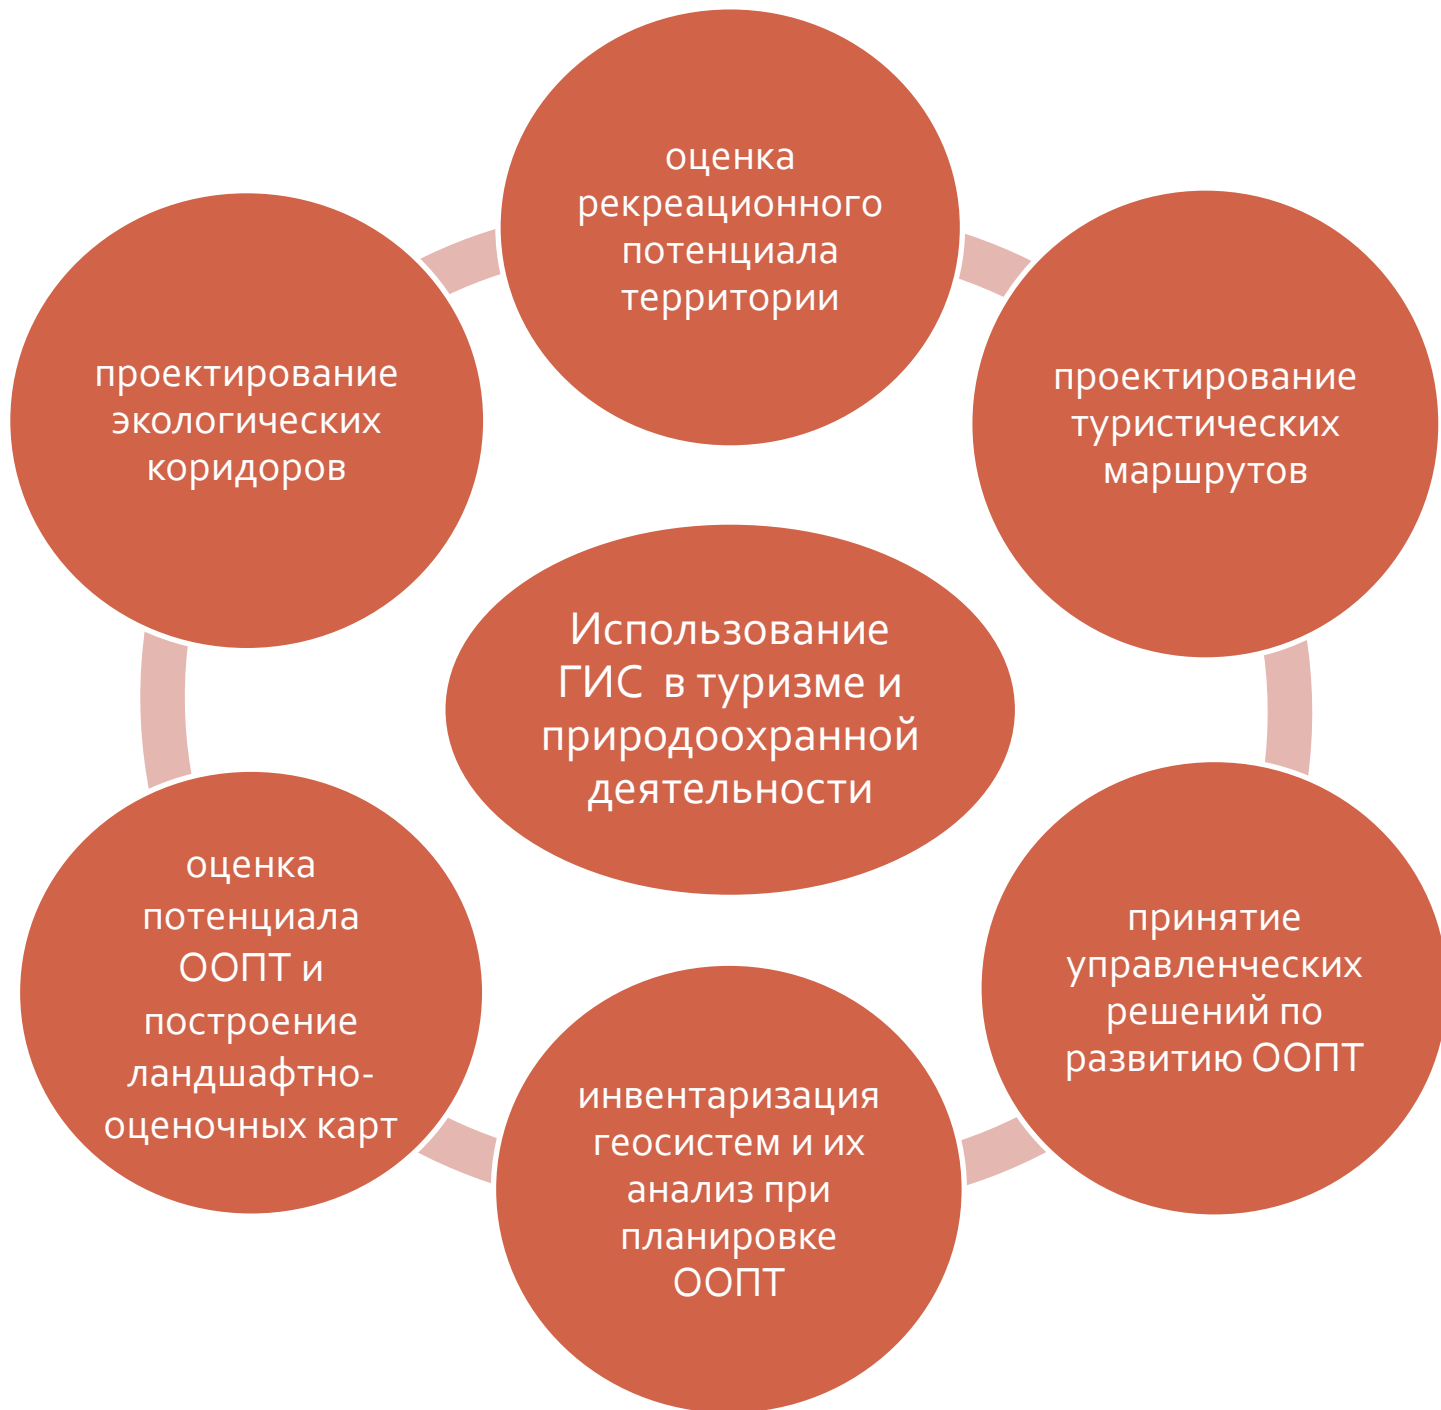 оценка
рекреационного
потенциала
территории
проектирование
туристических
маршрутов
принятие
управленческих
решений по
развитию ООПТ
инвентаризация
геосистем и их
анализ при
планировке
ООПТ
оценка
потенциала
ООПТ и
построение
ландшафтно-
оценочных карт
проектирование
экологических
коридоров
Использование
ГИС в туризме и
природоохранной
деятельности